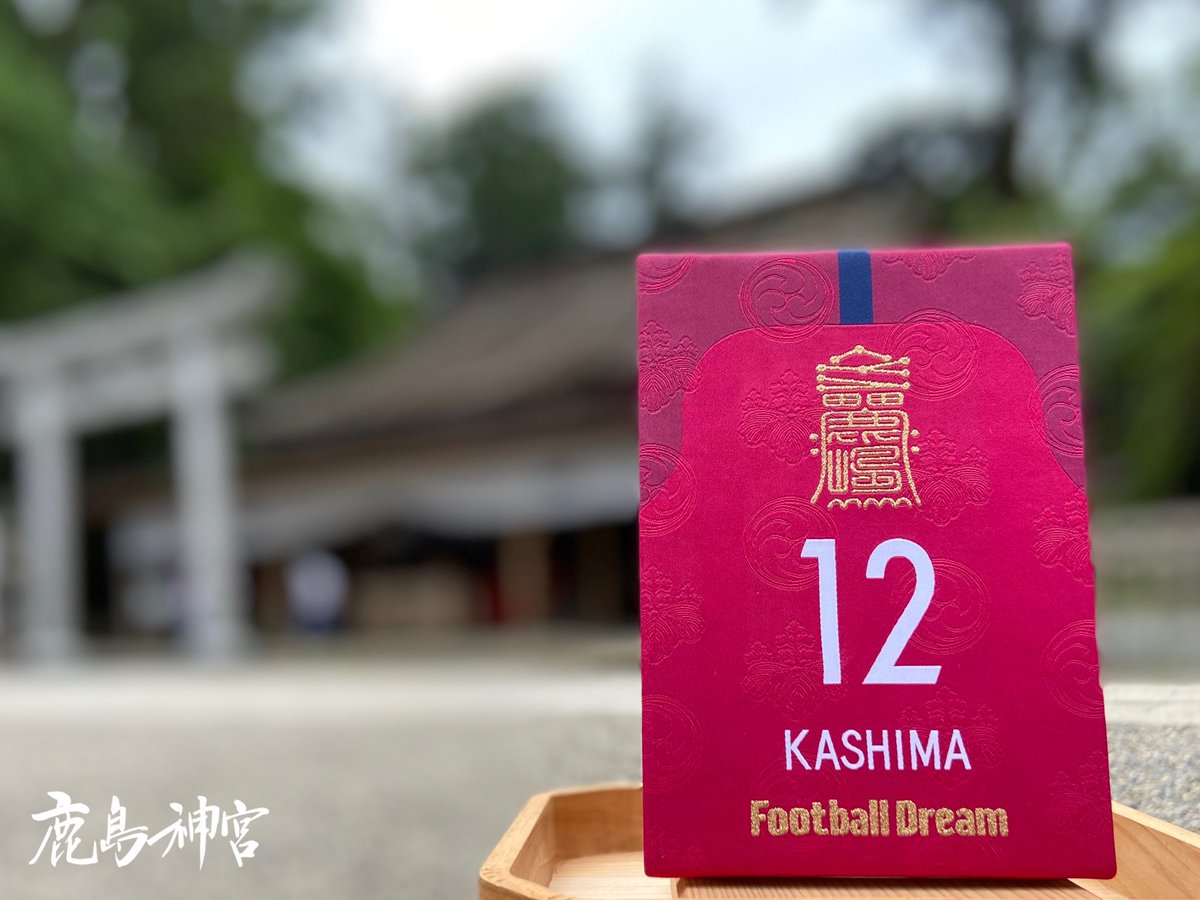 12
KASHIMA
Football Dream
鹿島神宮